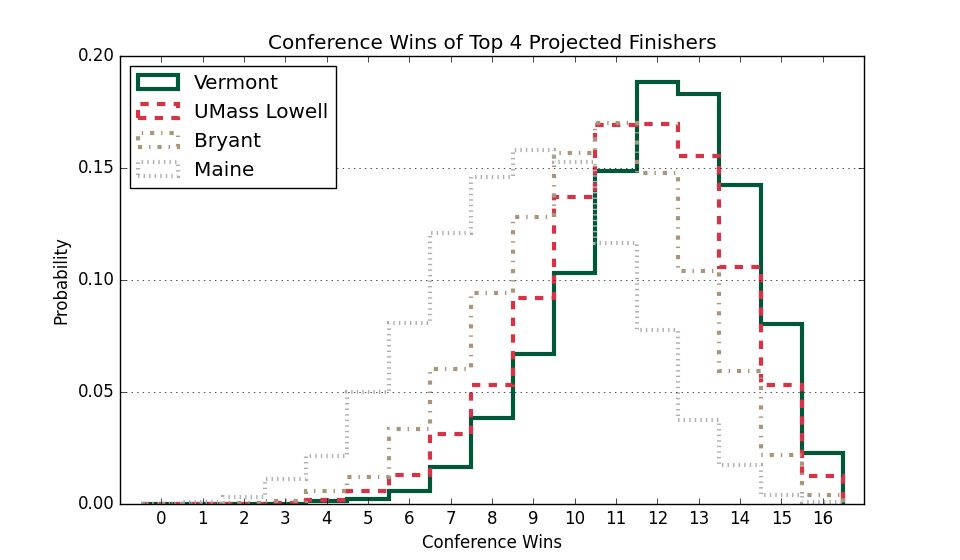 Conference Wins of Top 4 Projected Finishers
Vermont
UMass Lowell
Bryant
Maine
0.20
0.15
0.10
0.05
0.00
Probability
0 1 2 3 4 5 6 7 8 9 10 11 12 13 14 15 16
Conference Wins